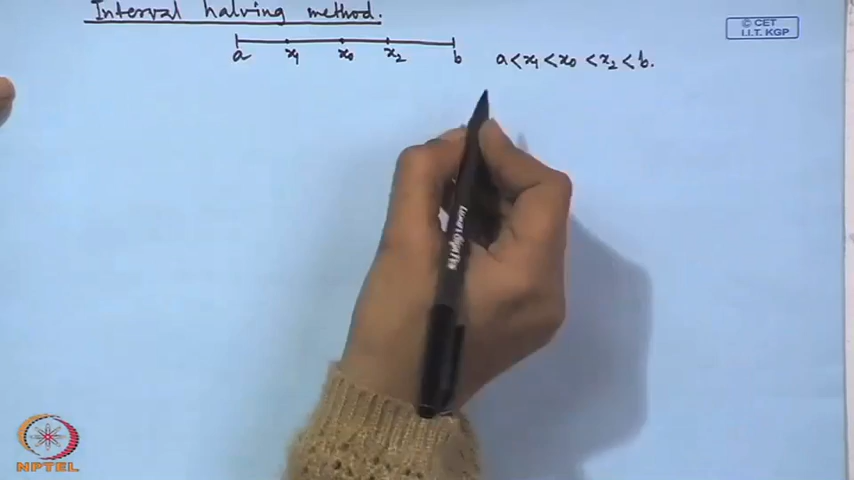 Interval halving method.
© CET
I.I.T. KGP
a x₁ x₀ x₂ b a < x₁ < x₀ < x₂ < b.
NPTEL